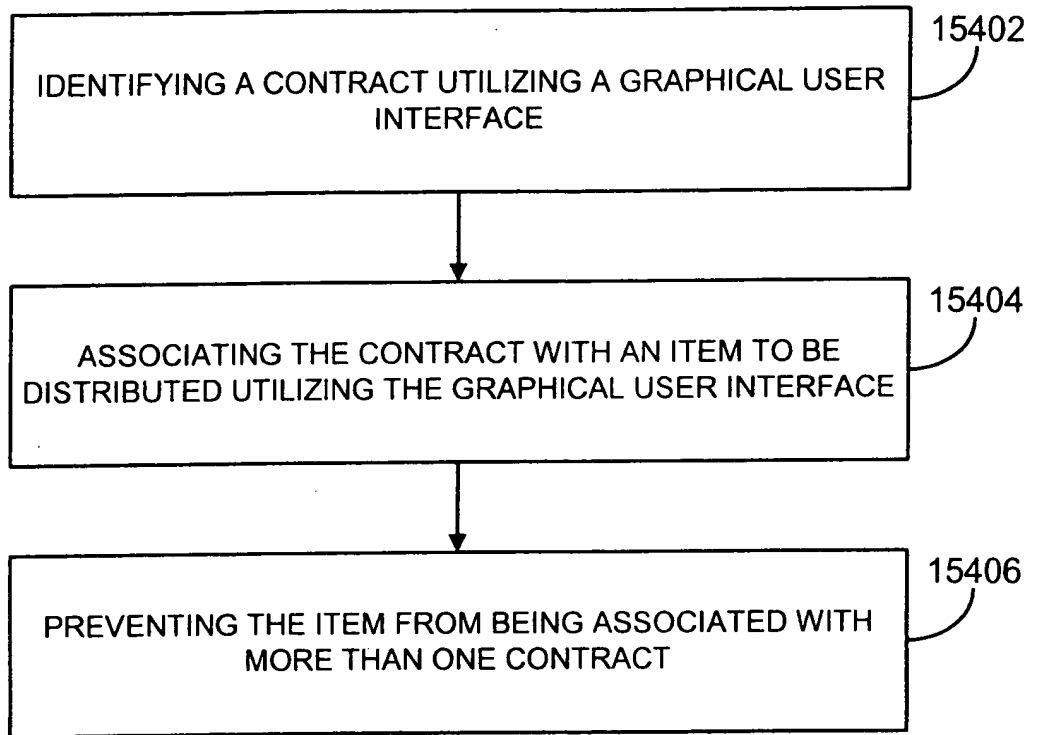 15402
IDENTIFYING A CONTRACT UTILIZING A GRAPHICAL USER
INTERFACE
15404
ASSOCIATING THE CONTRACT WITH AN ITEM TO BE
DISTRIBUTED UTILIZING THE GRAPHICAL USER INTERFACE
15406
PREVENTING THE ITEM FROM BEING ASSOCIATED WITH
MORE THAN ONE CONTRACT